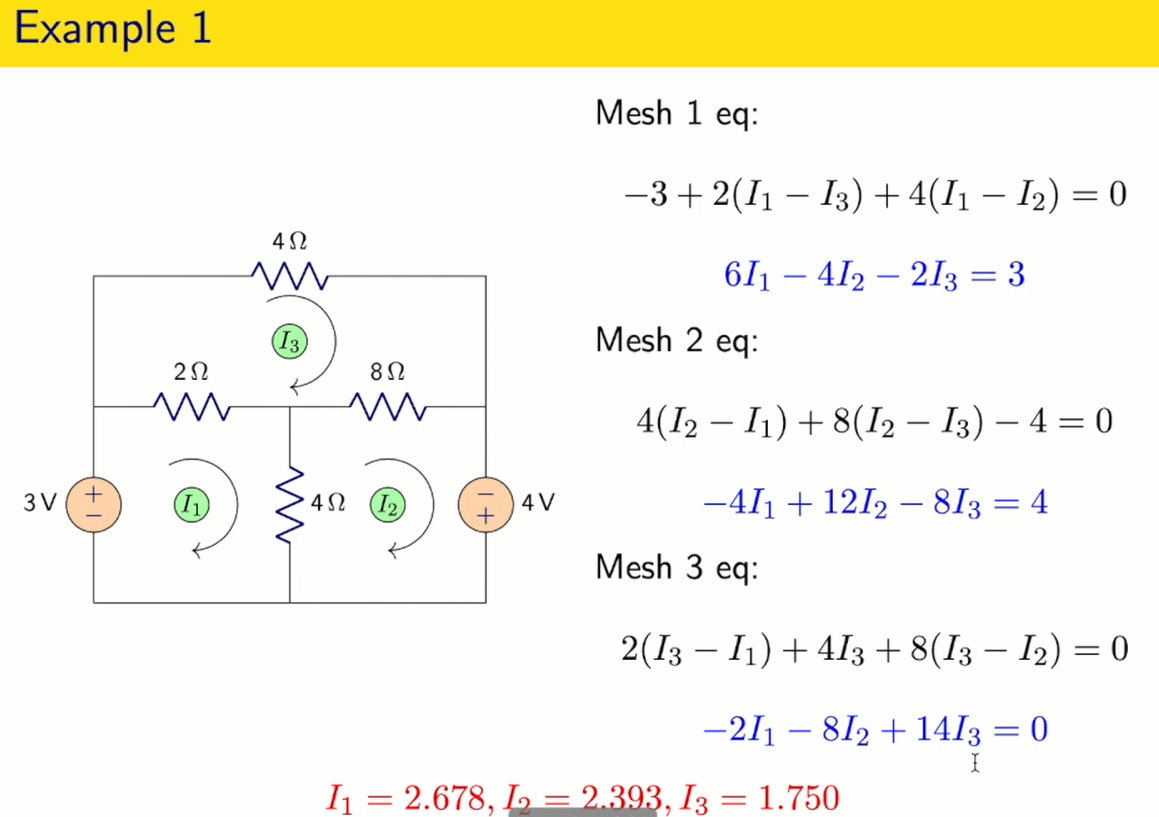 Example 1
Mesh 1 eq:
−3 + 2(I₁ − I₃) + 4(I₁ − I₂) = 0
6I₁ − 4I₂ − 2I₃ = 3
Mesh 2 eq:
4(I₂ − I₁) + 8(I₂ − I₃) − 4 = 0
−4I₁ + 12I₂ − 8I₃ = 4
Mesh 3 eq:
2(I₃ − I₁) + 4I₃ + 8(I₃ − I₂) = 0
−2I₁ − 8I₂ + 14I₃ = 0
4 Ω
I₃
2 Ω
8 Ω
3 V
+
−
I₁
4 Ω
I₂
−
+
4 V
I₁ = 2.678, I₂ = 2.393, I₃ = 1.750